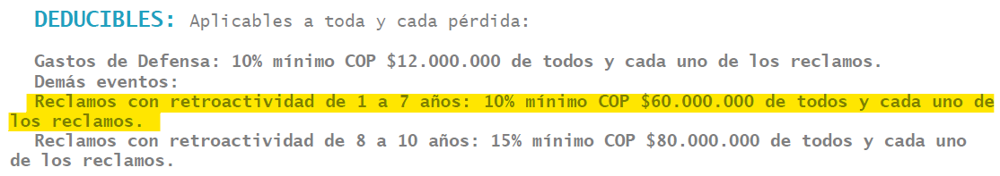 DEDUCIBLES: Aplicables a toda y cada pérdida:
Gastos de Defensa: 10% mínimo COP $12.000.000 de todos y cada uno de los reclamos.
Demás eventos:
Reclamos con retroactividad de 1 a 7 años: 10% mínimo COP $60.000.000 de todos y cada uno de
los reclamos.
Reclamos con retroactividad de 8 a 10 años: 15% mínimo COP $80.000.000 de todos y cada uno
de los reclamos.